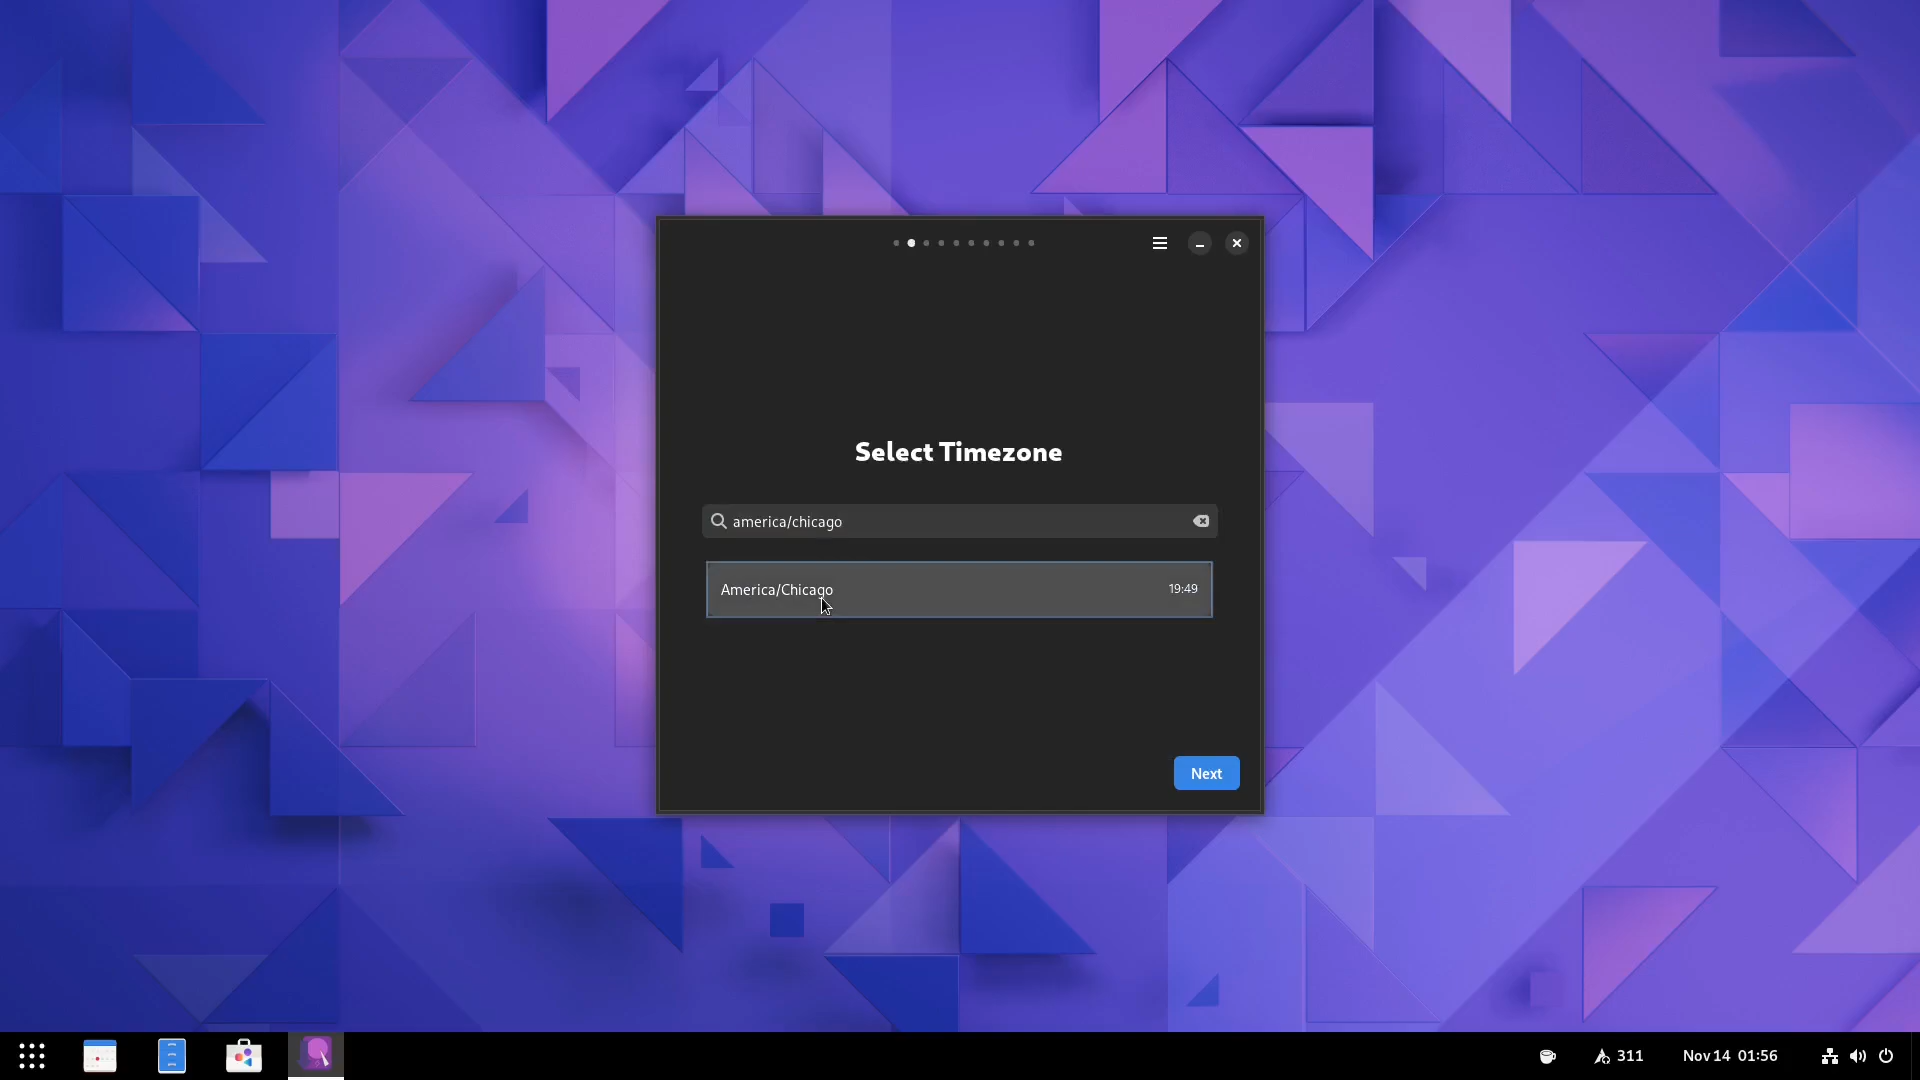 Select Timezone
america/chicago
America/Chicago 19:49
Next
311 Nov 14 01:56